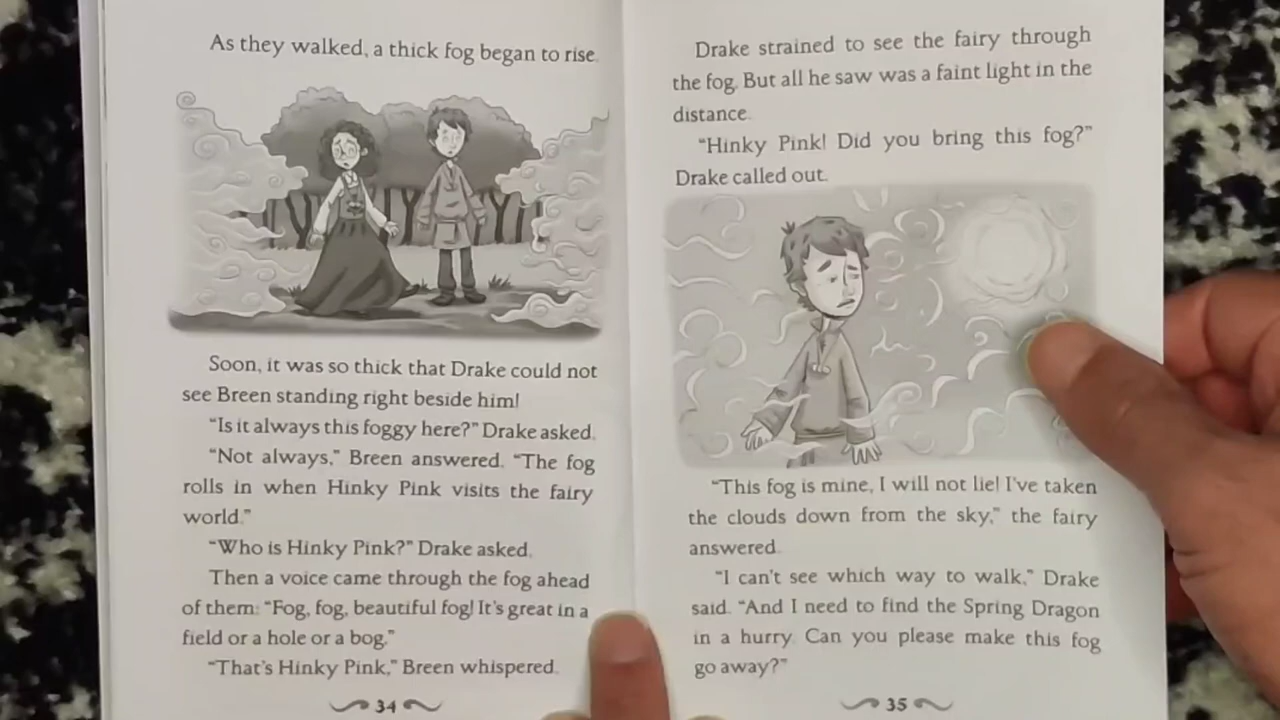 As they walked, a thick fog began to rise.
Soon, it was so thick that Drake could not
see Breen standing right beside him!
"Is it always this foggy here?" Drake asked.
"Not always," Breen answered. "The fog
rolls in when Hinky Pink visits the fairy
world."
"Who is Hinky Pink?" Drake asked.
Then a voice came through the fog ahead
of them: "Fog, fog, beautiful fog! It's great in a
field or a hole or a bog."
"That's Hinky Pink," Breen whispered.
34
Drake strained to see the fairy through
the fog. But all he saw was a faint light in the
distance.
"Hinky Pink! Did you bring this fog?"
Drake called out.
"This fog is mine, I will not lie! I've taken
the clouds down from the sky," the fairy
answered.
"I can't see which way to walk," Drake
said. "And I need to find the Spring Dragon
in a hurry. Can you please make this fog
go away?"
35